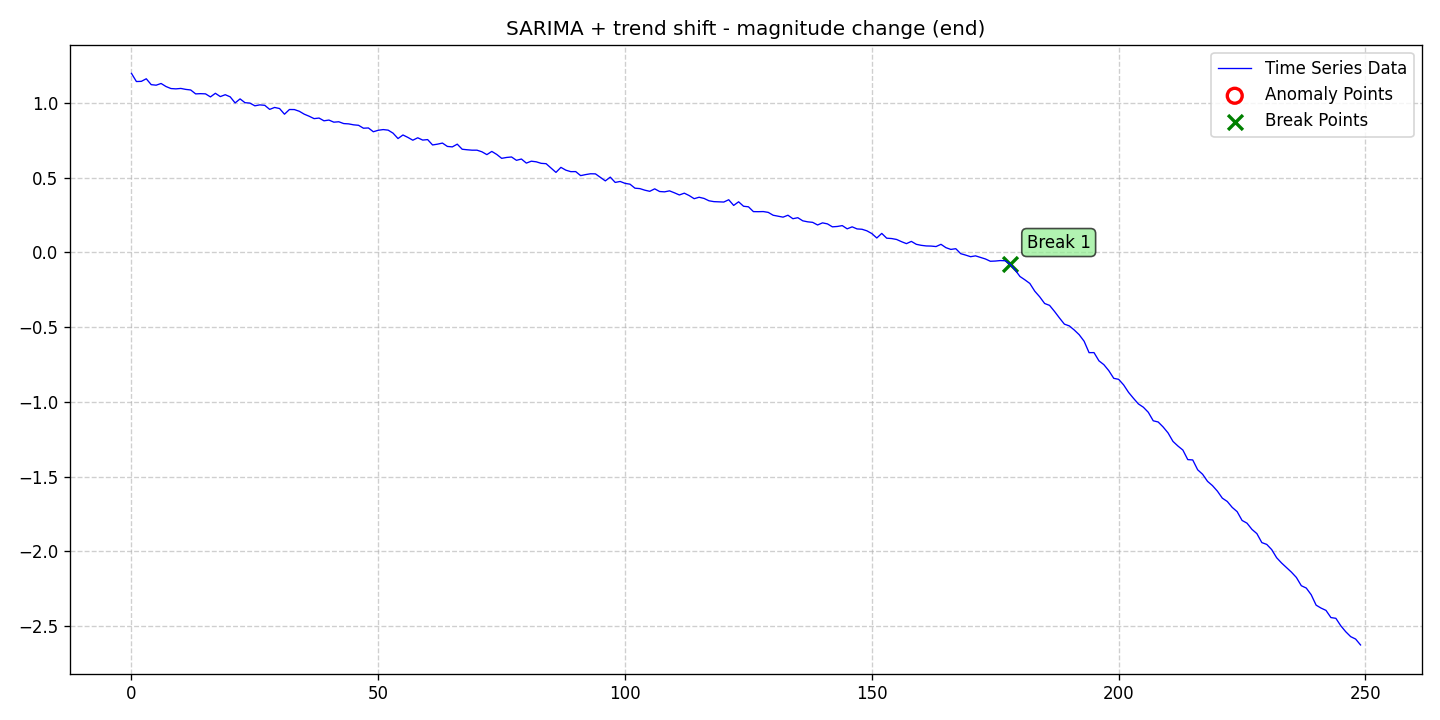 SARIMA + trend shift - magnitude change (end)
Time Series Data
Anomaly Points
Break Points
1.0
0.5
0.0
−0.5
−1.0
−1.5
−2.0
−2.5
Break 1
0 50 100 150 200 250